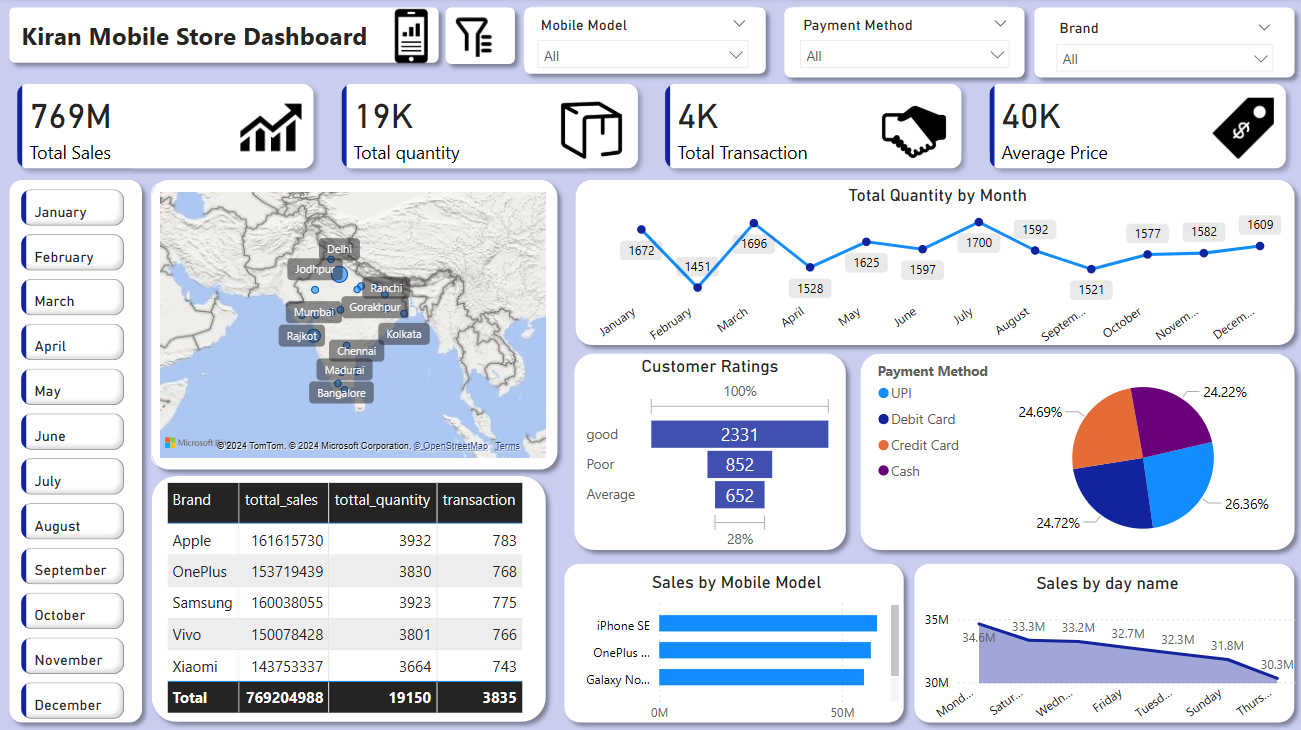 Kiran Mobile Store Dashboard
Mobile Model
All
Payment Method
All
Brand
All
769M
Total Sales
19K
Total quantity
4K
Total Transaction
40K
Average Price
January
February
March
April
May
June
July
August
September
October
November
December
Delhi
Jodhpur
Ranchi
Gorakhpur
Mumbai
Rajkot
Kolkata
Chennai
Madurai
Bangalore
Microsoft
© 2024 TomTom, © 2024 Microsoft Corporation, © OpenStreetMap Terms
Brand tottal_sales tottal_quantity transaction
Apple 161615730 3932 783
OnePlus 153719439 3830 768
Samsung 160038055 3923 775
Vivo 150078428 3801 766
Xiaomi 143753337 3664 743
Total 769204988 19150 3835
Total Quantity by Month
1672 1451 1696 1528 1625 1597 1700 1592 1521 1577 1582 1609
January February March April May June July August Septem... October Novem... Decem...
Customer Ratings
100%
good 2331
Poor 852
Average 652
28%
Payment Method
UPI
Debit Card
Credit Card
Cash
24.22%
24.69%
24.72%
26.36%
Sales by Mobile Model
iPhone SE
OnePlus ...
Galaxy No...
0M 50M
Sales by day name
35M
30M
34.6M 33.3M 33.2M 32.7M 32.3M 31.8M 30.3M
Mond... Satur... Wedn... Friday Tuesd... Sunday Thurs...